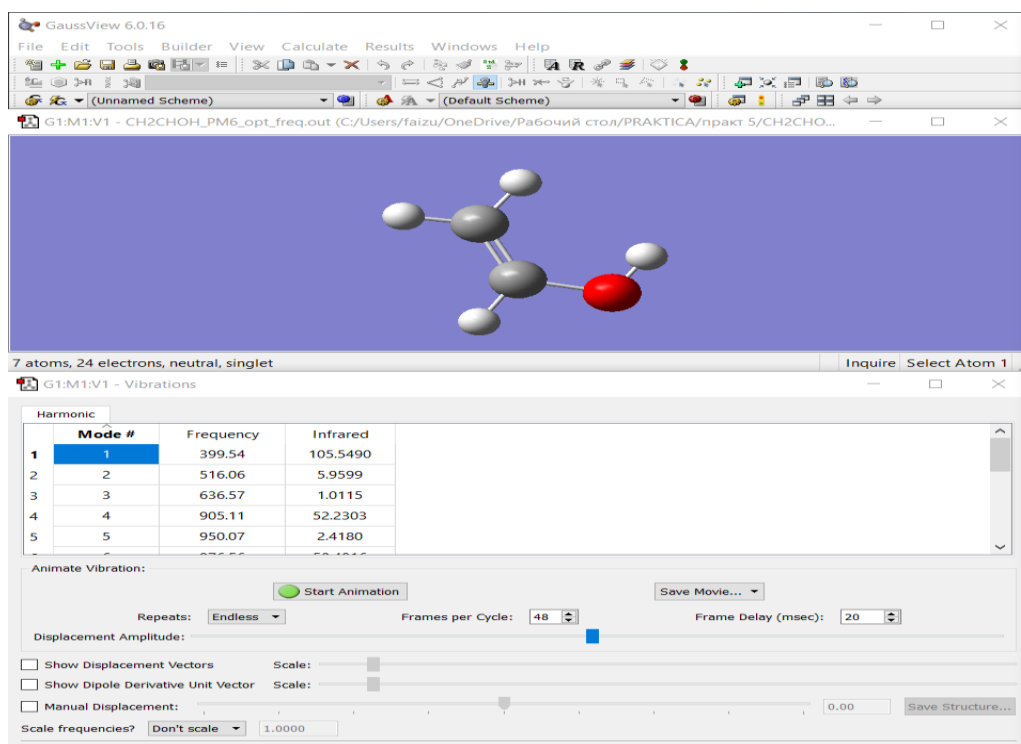 GaussView 6.0.16
File Edit Tools Builder View Calculate Results Windows Help
(Unnamed Scheme) (Default Scheme)
G1:M1:V1 - CH2CHOH_PM6_opt_freq.out (C:/Users/faizu/OneDrive/Рабочий стол/PRAKTICA/практ 5/CH2CHO...
7 atoms, 24 electrons, neutral, singlet Inquire Select Atom 1
G1:M1:V1 - Vibrations
Harmonic
Mode # Frequency Infrared
1 1 399.54 105.5490
2 2 516.06 5.9599
3 3 636.57 1.0115
4 4 905.11 52.2303
5 5 950.07 2.4180
Animate Vibration:
Start Animation Save Movie...
Repeats: Endless Frames per Cycle: 48 Frame Delay (msec): 20
Displacement Amplitude:
Show Displacement Vectors Scale:
Show Dipole Derivative Unit Vector Scale:
Manual Displacement: 0.00 Save Structure...
Scale frequencies? Don't scale 1.0000